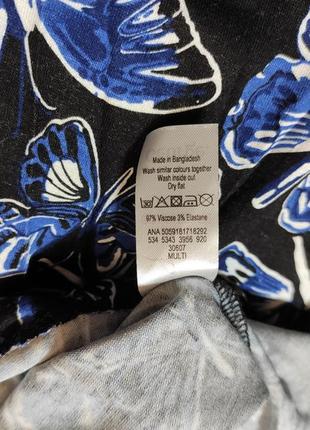 Made in Bangladesh
Wash similar colours together
Wash inside out
Dry flat
97% Viscose 3% Elastane
ANA 5059181718292
534 5343 3956 920
30607
MULTI